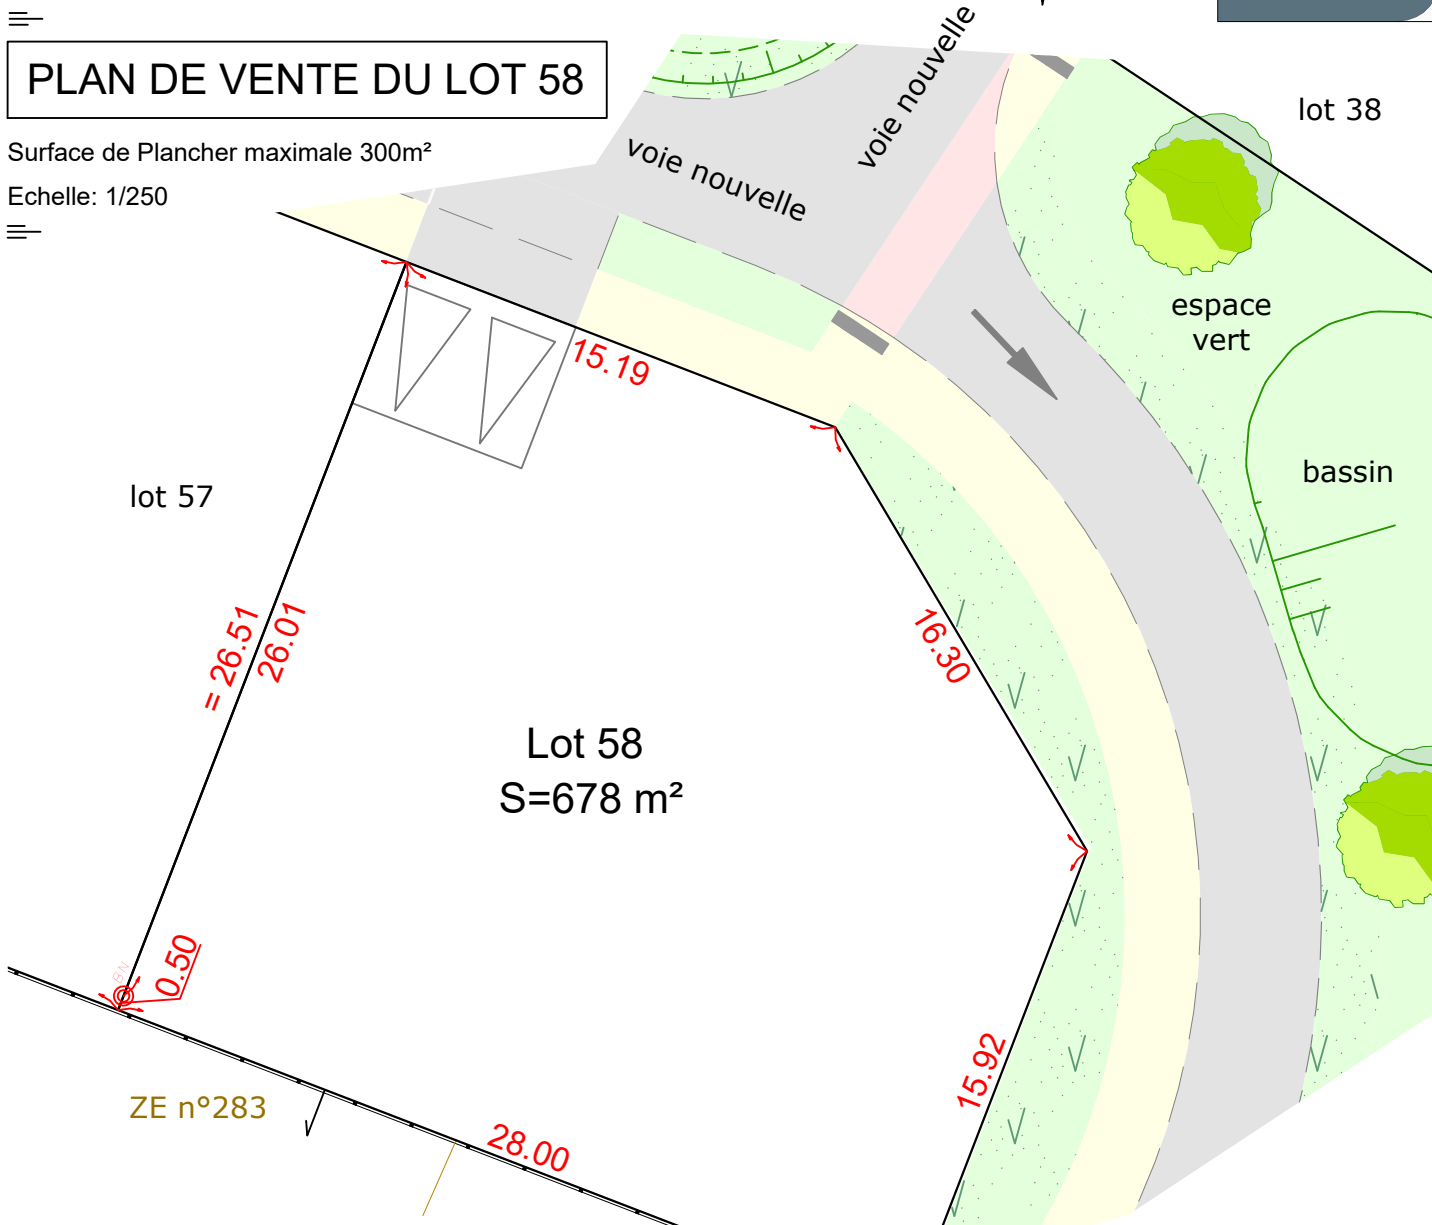 PLAN DE VENTE DU LOT 58
Surface de Plancher maximale 300m²
Echelle: 1/250
voie nouvelle
voie nouvelle
lot 38
espace
vert
15.19
bassin
lot 57
= 26.51
26.01
16.30
Lot 58
S=678 m²
BN
0.50
15.92
ZE n°283
28.00